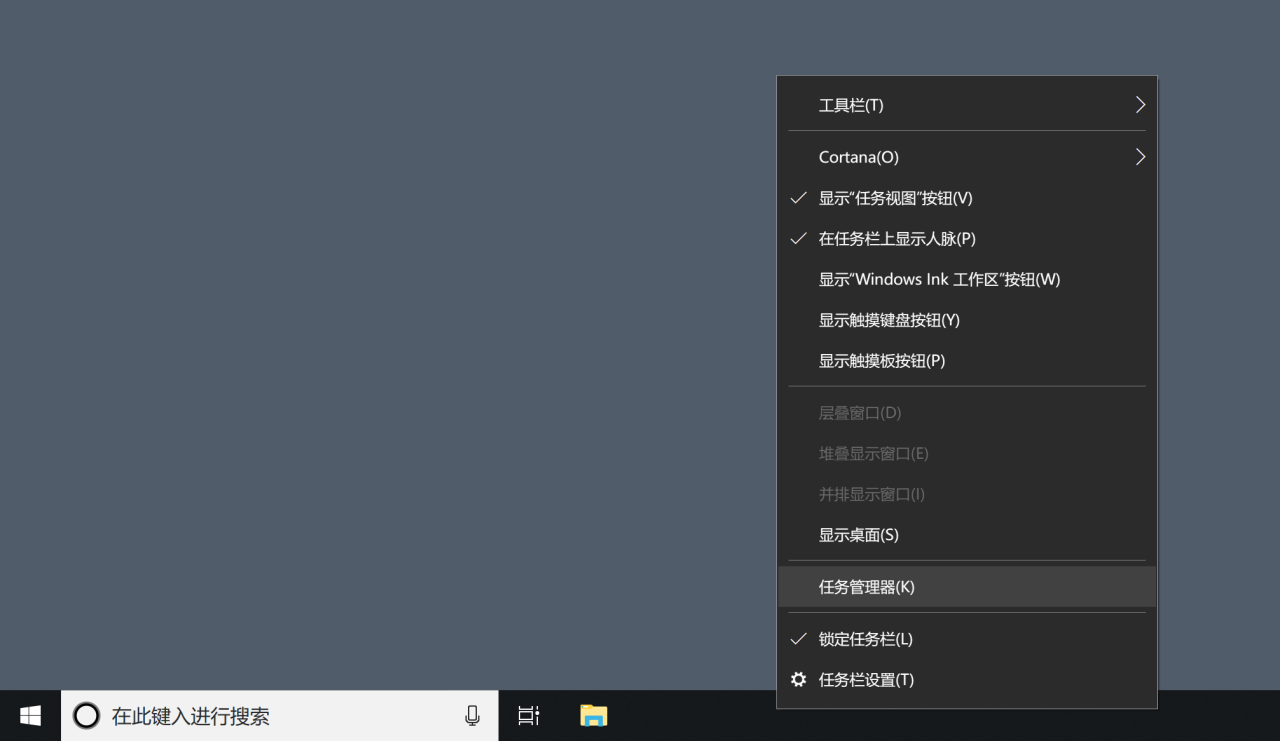 工具栏(T)
Cortana(O)
显示“任务视图”按钮(V)
在任务栏上显示人脉(P)
显示“Windows Ink 工作区”按钮(W)
显示触摸键盘按钮(Y)
显示触摸板按钮(P)
层叠窗口(D)
堆叠显示窗口(E)
并排显示窗口(I)
显示桌面(S)
任务管理器(K)
锁定任务栏(L)
任务栏设置(T)
在此键入进行搜索